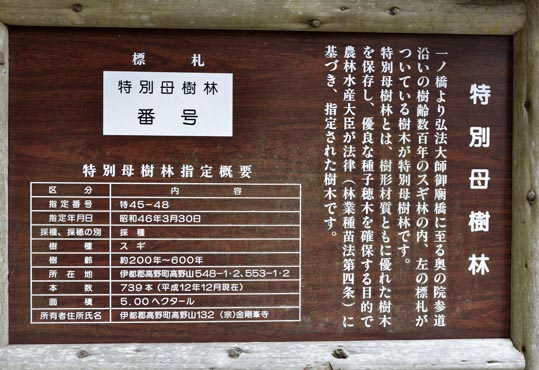 特別母樹林
一ノ橋より弘法大師御廟橋に至る奥の院参道
沿いの樹齢数百年のスギ林の内、左の標札が
ついている樹木が特別母樹林です。
特別母樹林とは、樹形材質ともに優れた樹木
を保存し、優良な種子穂木を確保する目的で
農林水産大臣が法律（林業種苗法第四条）に
基づき、指定された樹木です。
標札
特別母樹林
番号
特別母樹林指定概要
区分 内容
指定番号 特45－48
指定年月日 昭和46年3月30日
採種、採穂の別 採種
樹種 スギ
樹齢 約200年～600年
所在地 伊都郡高野町高野山548－1・2、553－1・2
本数 739本（平成12年12月現在）
面積 5.00ヘクタール
所有者住所氏名 伊都郡高野町高野山132（宗）金剛峯寺